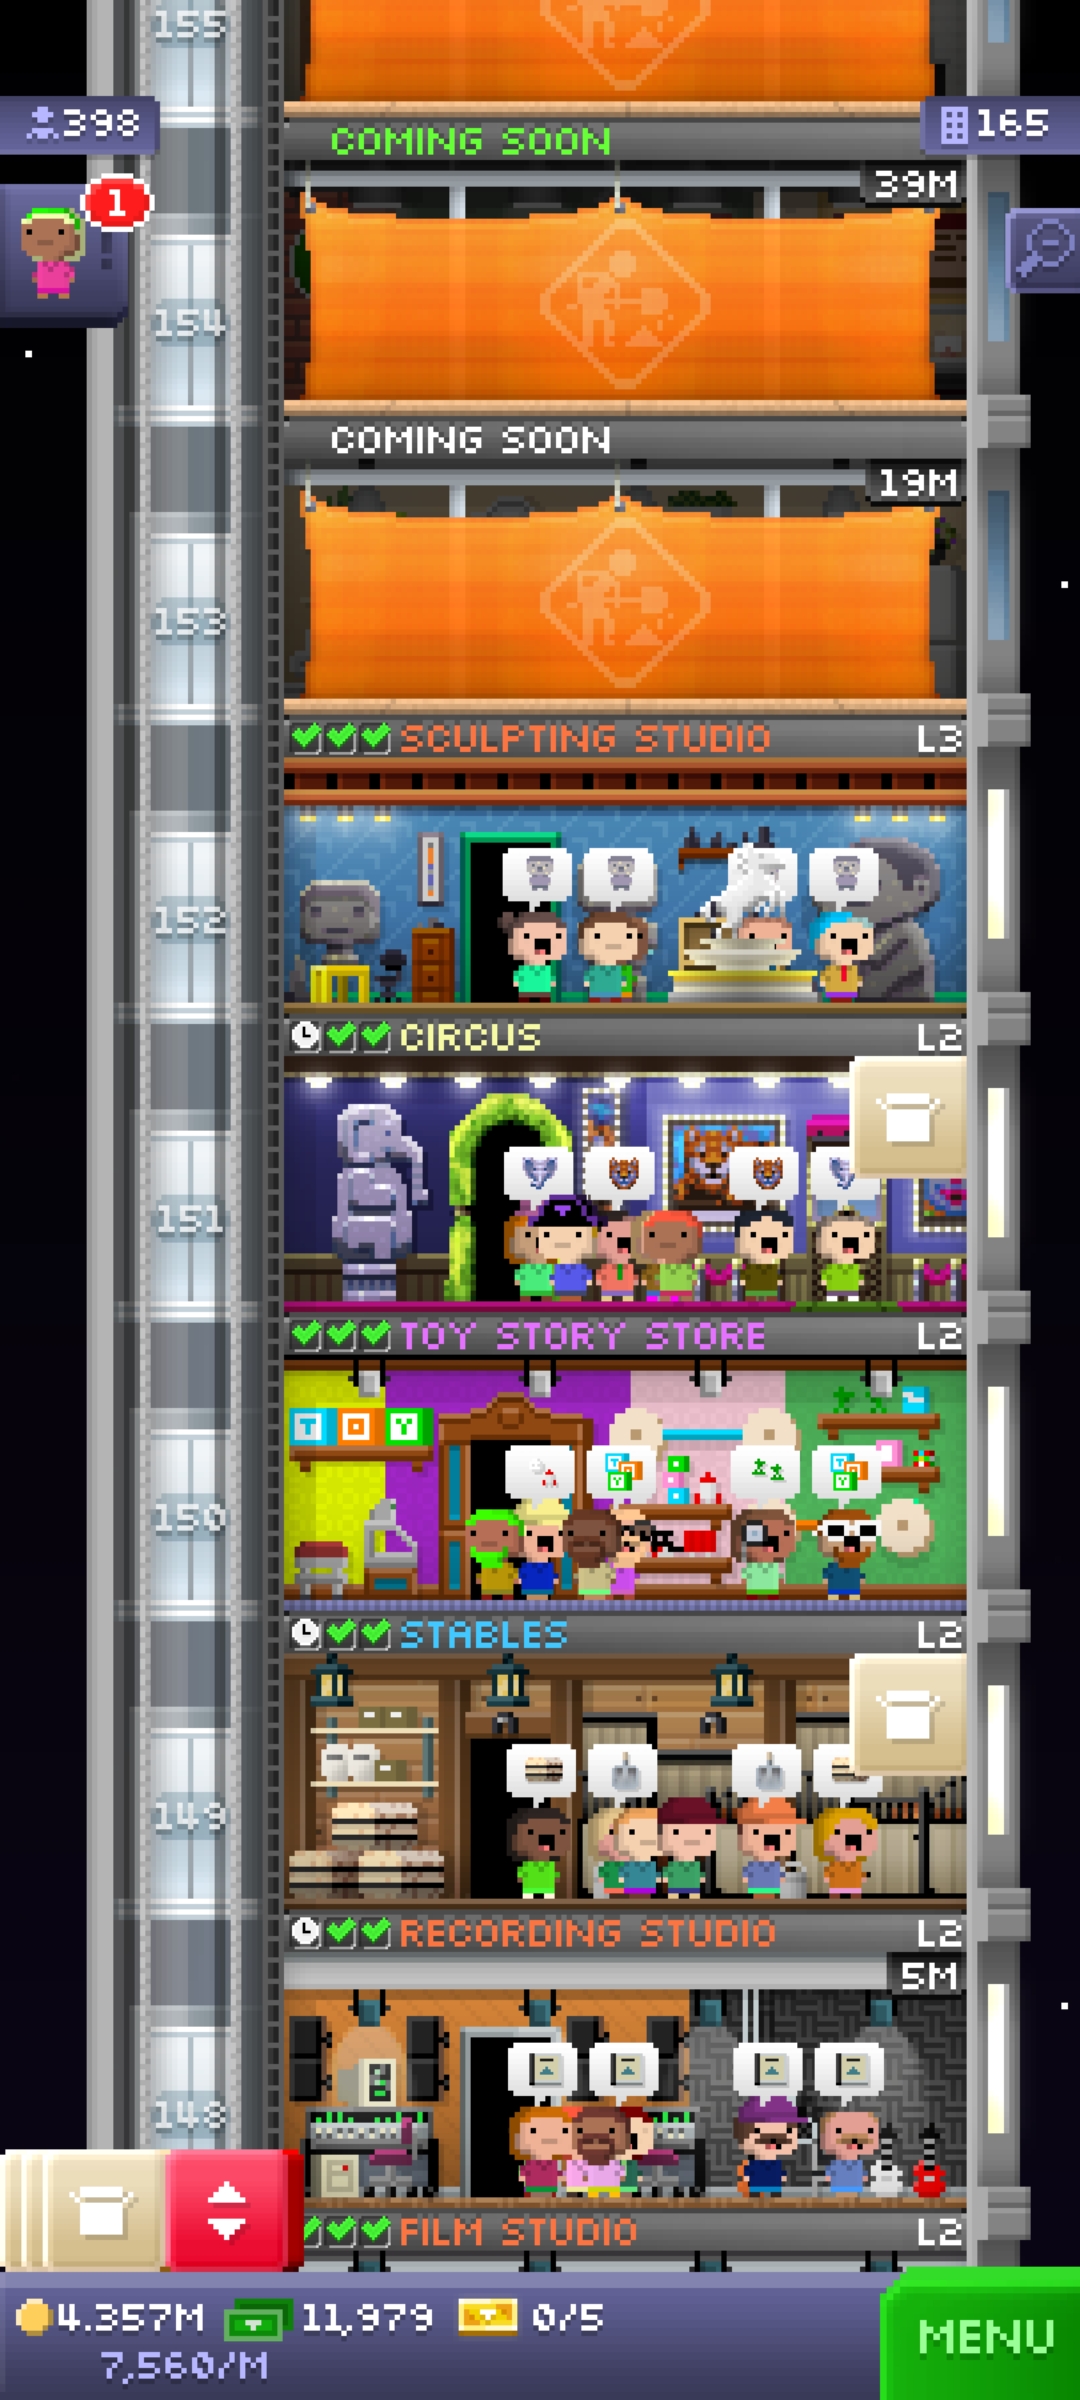 155
398
165
COMING SOON
39M
1
154
COMING SOON
19M
153
SCULPTING STUDIO L3
152
CIRCUS L2
151
TOY STORY STORE L2
T O Y
150
STABLES L2
149
RECORDING STUDIO L2
5M
148
FILM STUDIO L2
4.357M 11,979 0/5
7,560/M
MENU